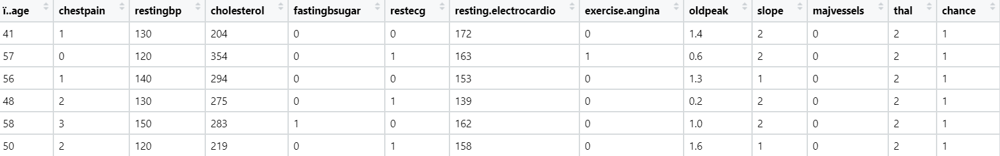 ï..age chestpain restingbp cholesterol fastingbsugar restecg resting.electrocardio exercise.angina oldpeak slope majvessels thal chance
41 1 130 204 0 0 172 0 1.4 2 0 2 1
57 0 120 354 0 1 163 1 0.6 2 0 2 1
56 1 140 294 0 0 153 0 1.3 1 0 2 1
48 2 130 275 0 1 139 0 0.2 2 0 2 1
58 3 150 283 1 0 162 0 1.0 2 0 2 1
50 2 120 219 0 1 158 0 1.6 1 0 2 1